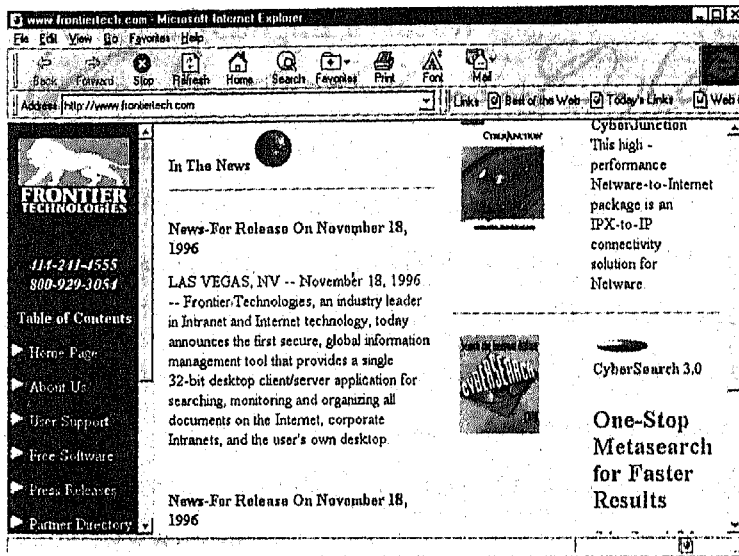 www.frontiertech.com - Microsoft Internet Explorer
File Edit View Go Favorites Help
Back Forward Stop Refresh Home Search Favorites Print Font Mail
Address http://www.frontiertech.com
Links Best of the Web Today's Links Web
FRONTIER
TECHNOLOGIES
414-241-4555
800-929-3054
Table of Contents
Home Page
About Us
User Support
Free Software
Press Releases
Partner Directory
In The News
News-For Release On November 18,
1996
LAS VEGAS, NV -- November 18, 1996
-- Frontier Technologies, an industry leader
in Intranet and Internet technology, today
announces the first secure, global information
management tool that provides a single
32-bit desktop client/server application for
searching, monitoring and organizing all
documents on the Internet, corporate
Intranets, and the user's own desktop.
News-For Release On November 18,
1996
CYBERJUNCTION
CyberJunction
This high -
performance
Netware-to-Internet
package is an
IPX-to-IP
connectivity
solution for
Netware.
CYBERSEARCH
CyberSearch 3.0
One-Stop
Metasearch
for Faster
Results